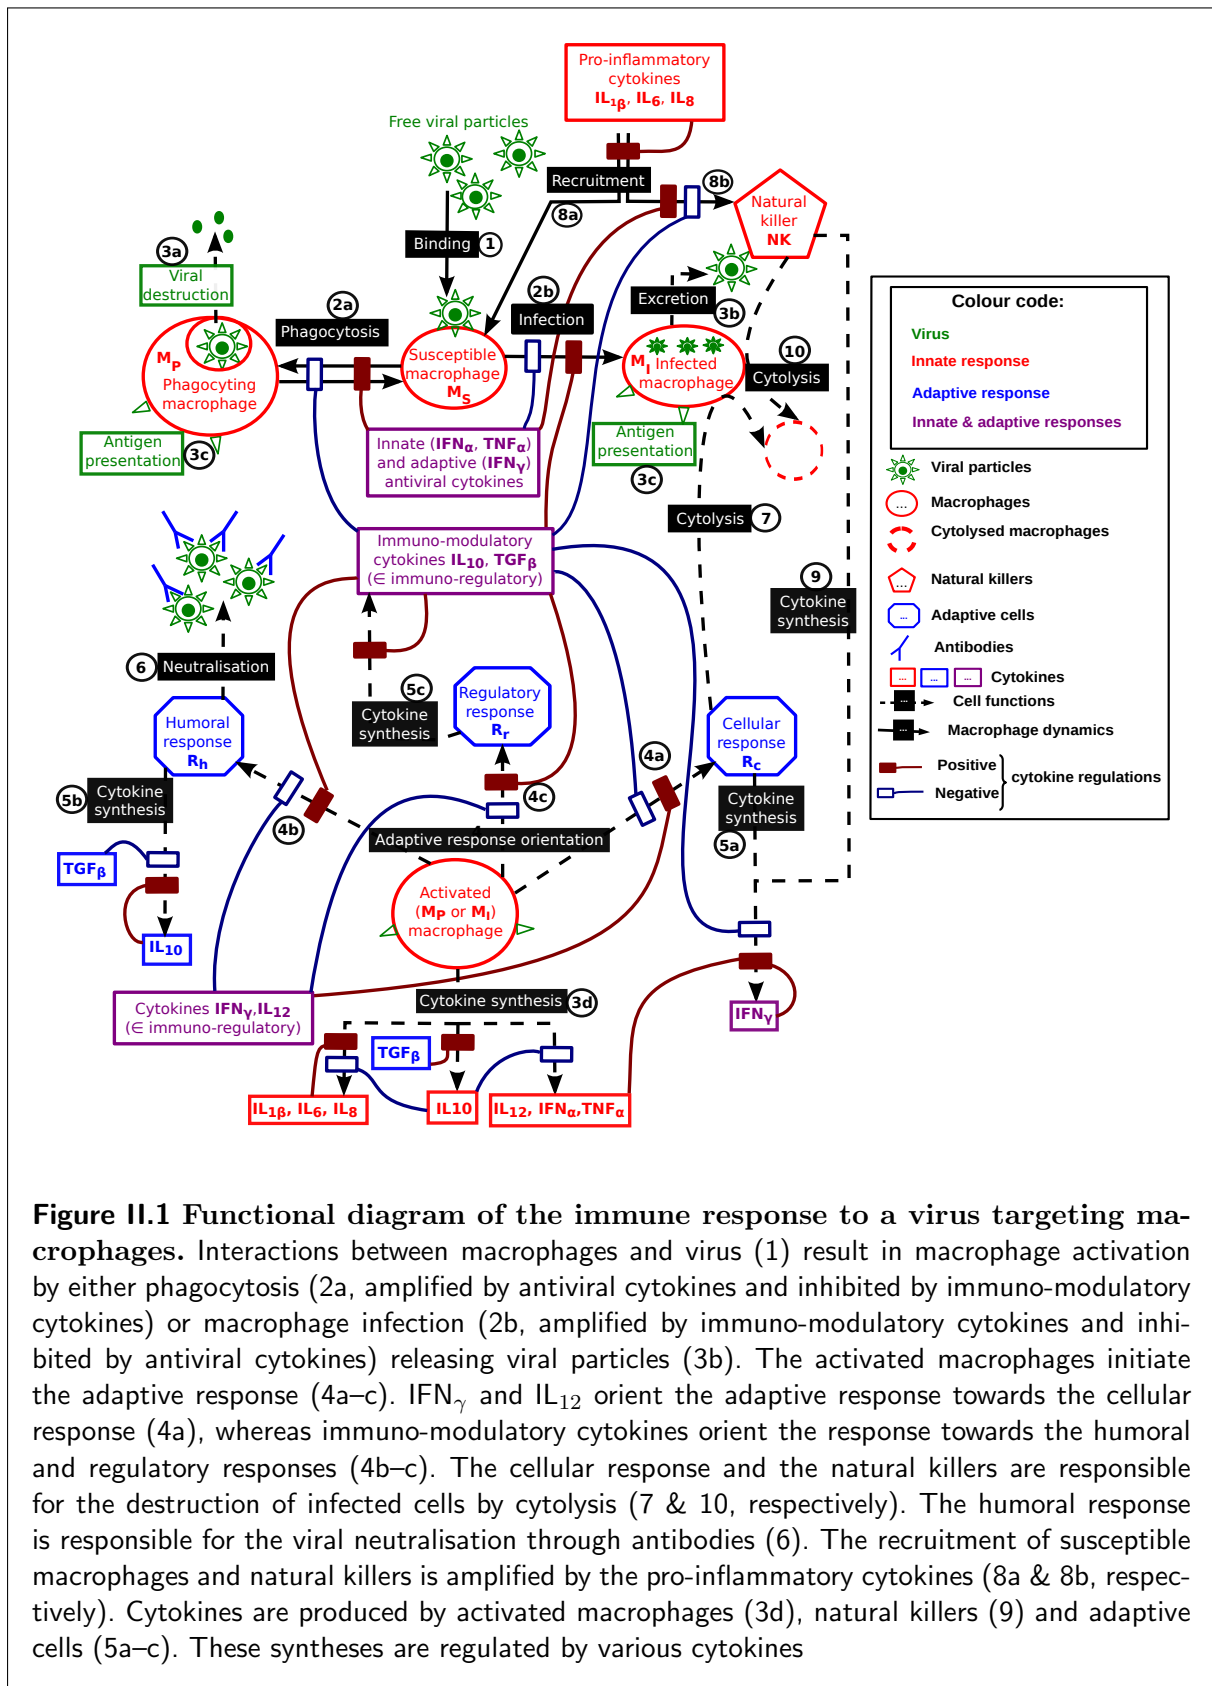 Pro-inflammatory
cytokines
IL1β, IL6, IL8
Free viral particles
Recruitment
8a
8b
Natural
killer
NK
Binding
1
3a
Viral
destruction
2a
Phagocytosis
2b
Infection
Excretion
3b
MP
Phagocyting
macrophage
Susceptible
macrophage
MS
MI Infected
macrophage
10
Cytolysis
Antigen
presentation
3c
Innate (IFNα, TNFα)
and adaptive (IFNγ)
antiviral cytokines
Antigen
presentation
3c
Cytolysis
7
Immuno-modulatory
cytokines IL10, TGFβ
(∈ immuno-regulatory)
9
Cytokine
synthesis
6
Neutralisation
5c
Cytokine
synthesis
Regulatory
response
Rr
Humoral
response
Rh
Cellular
response
Rc
4a
4b
4c
5b
Cytokine
synthesis
Cytokine
synthesis
5a
Adaptive response orientation
TGFβ
IL10
Activated
(MP or MI)
macrophage
Cytokines IFNγ,IL12
(∈ immuno-regulatory)
Cytokine synthesis
3d
IFNγ
TGFβ
IL1β, IL6, IL8
IL10
IL12, IFNα,TNFα
Colour code:
Virus
Innate response
Adaptive response
Innate & adaptive responses
Viral particles
... Macrophages
Cytolysed macrophages
... Natural killers
... Adaptive cells
Antibodies
... ... ... Cytokines
... Cell functions
... Macrophage dynamics
Positive
Negative
cytokine regulations
Figure II.1 Functional diagram of the immune response to a virus targeting ma-
crophages. Interactions between macrophages and virus (1) result in macrophage activation
by either phagocytosis (2a, amplified by antiviral cytokines and inhibited by immuno-modulatory
cytokines) or macrophage infection (2b, amplified by immuno-modulatory cytokines and inhi-
bited by antiviral cytokines) releasing viral particles (3b). The activated macrophages initiate
the adaptive response (4a–c). IFNγ and IL12 orient the adaptive response towards the cellular
response (4a), whereas immuno-modulatory cytokines orient the response towards the humoral
and regulatory responses (4b–c). The cellular response and the natural killers are responsible
for the destruction of infected cells by cytolysis (7 & 10, respectively). The humoral response
is responsible for the viral neutralisation through antibodies (6). The recruitment of susceptible
macrophages and natural killers is amplified by the pro-inflammatory cytokines (8a & 8b, respec-
tively). Cytokines are produced by activated macrophages (3d), natural killers (9) and adaptive
cells (5a–c). These syntheses are regulated by various cytokines